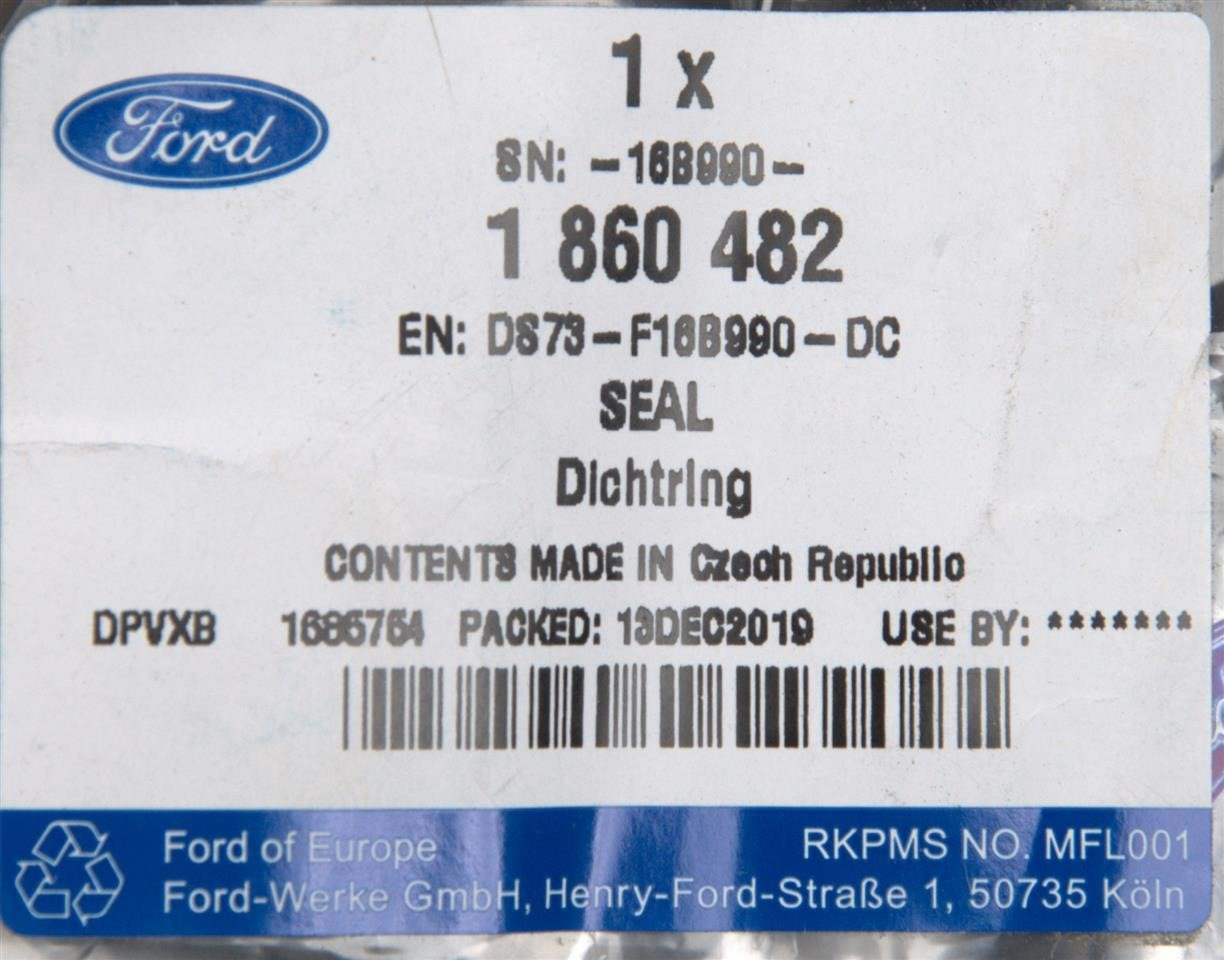 Ford
1 x
SN: -16B990-
1 860 482
EN: DS73-F16B990-DC
SEAL
Dichtring
CONTENTS MADE IN Czech Republic
DPVXB 1686754 PACKED: 13DEC2019 USE BY: *******
Ford of Europe RKPMS NO. MFL001
Ford-Werke GmbH, Henry-Ford-Straße 1, 50735 Köln